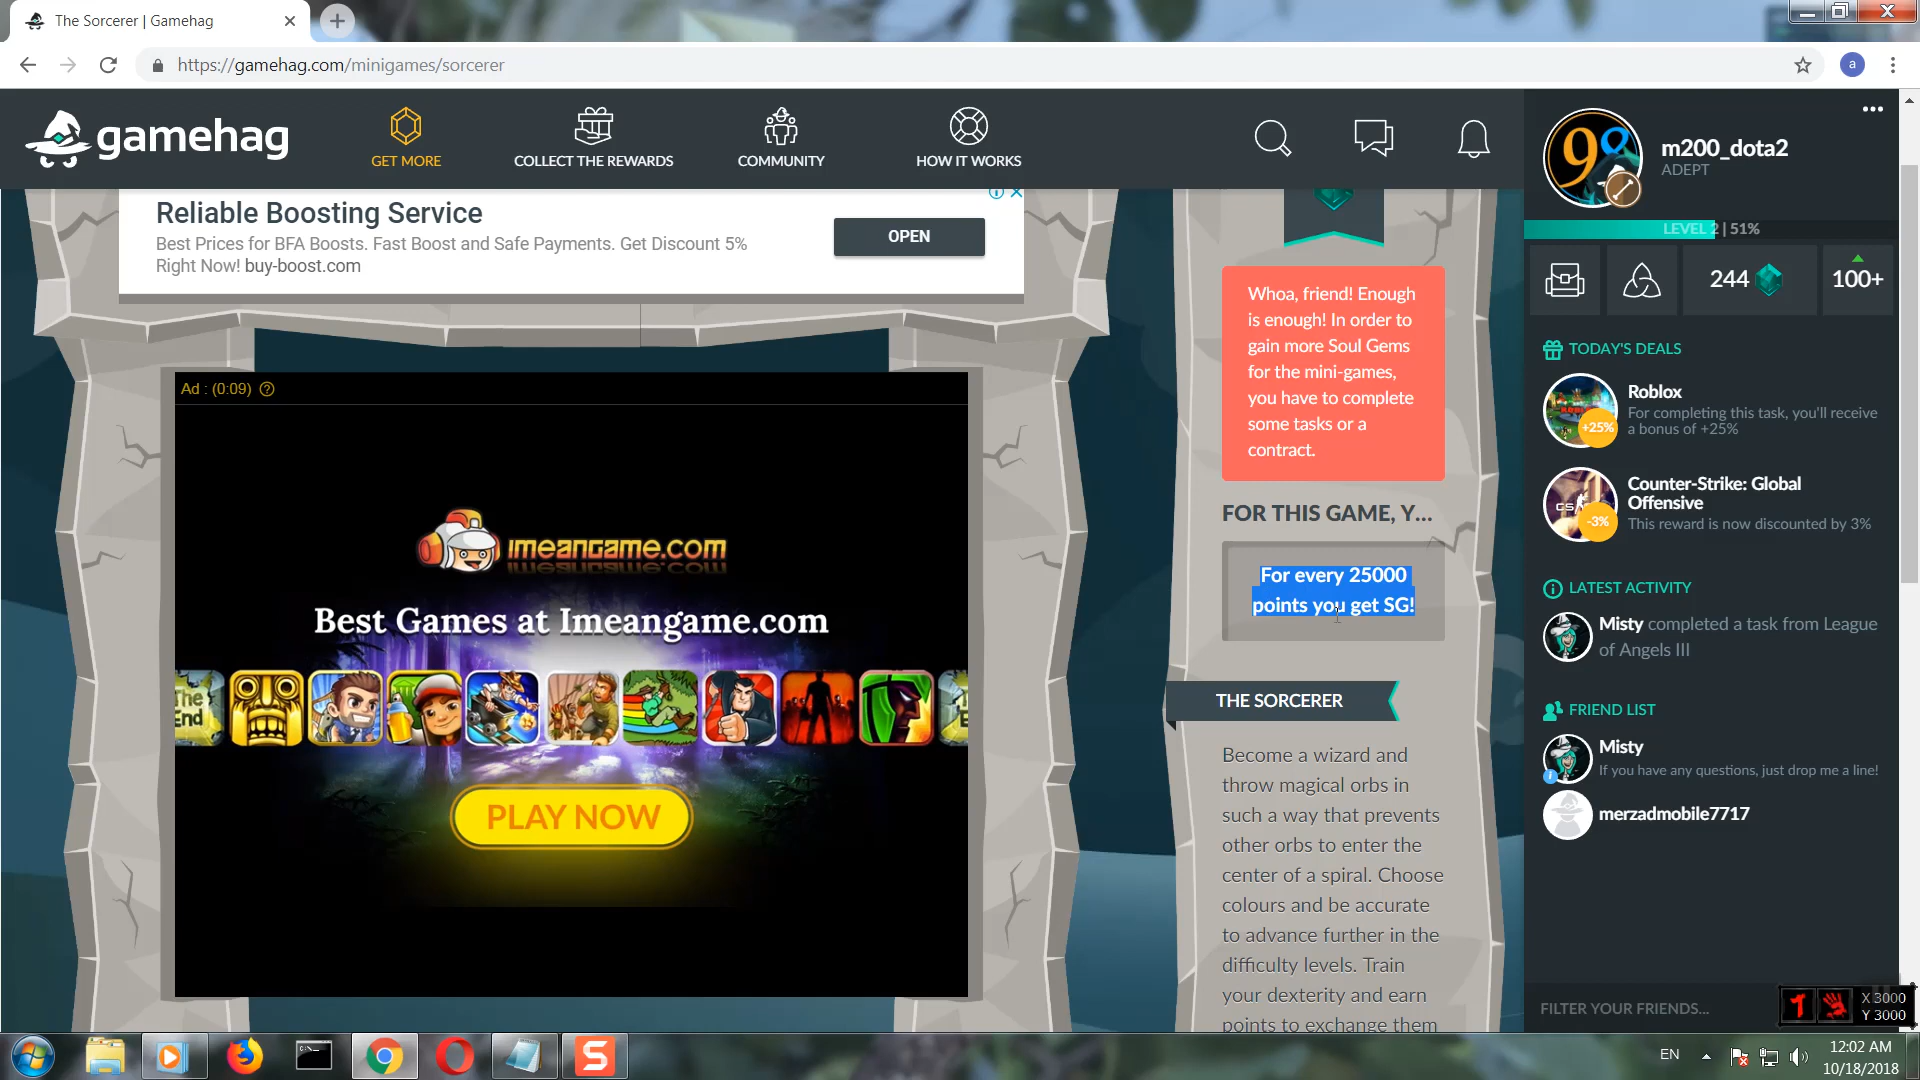 The Sorcerer | Gamehag
https://gamehag.com/minigames/sorcerer
a
gamehag
GET MORE
COLLECT THE REWARDS
COMMUNITY
HOW IT WORKS
m200_dota2
ADEPT
LEVEL 2 | 51%
244
100+
Reliable Boosting Service
Best Prices for BFA Boosts. Fast Boost and Safe Payments. Get Discount 5%
Right Now! buy-boost.com
OPEN
Ad : (0:09)
imeangame.com
Best Games at Imeangame.com
The
End
PLAY NOW
Whoa, friend! Enough
is enough! In order to
gain more Soul Gems
for the mini-games,
you have to complete
some tasks or a
contract.
FOR THIS GAME, Y...
For every 25000
points you get SG!
THE SORCERER
Become a wizard and
throw magical orbs in
such a way that prevents
other orbs to enter the
center of a spiral. Choose
colours and be accurate
to advance further in the
difficulty levels. Train
your dexterity and earn
points to exchange them
TODAY'S DEALS
Roblox
For completing this task, you'll receive
a bonus of +25%
+25%
Counter-Strike: Global
Offensive
This reward is now discounted by 3%
CS
-3%
LATEST ACTIVITY
Misty completed a task from League
of Angels III
FRIEND LIST
Misty
If you have any questions, just drop me a line!
merzadmobile7717
FILTER YOUR FRIENDS...
X 3000
Y 3000
EN
12:02 AM
10/18/2018